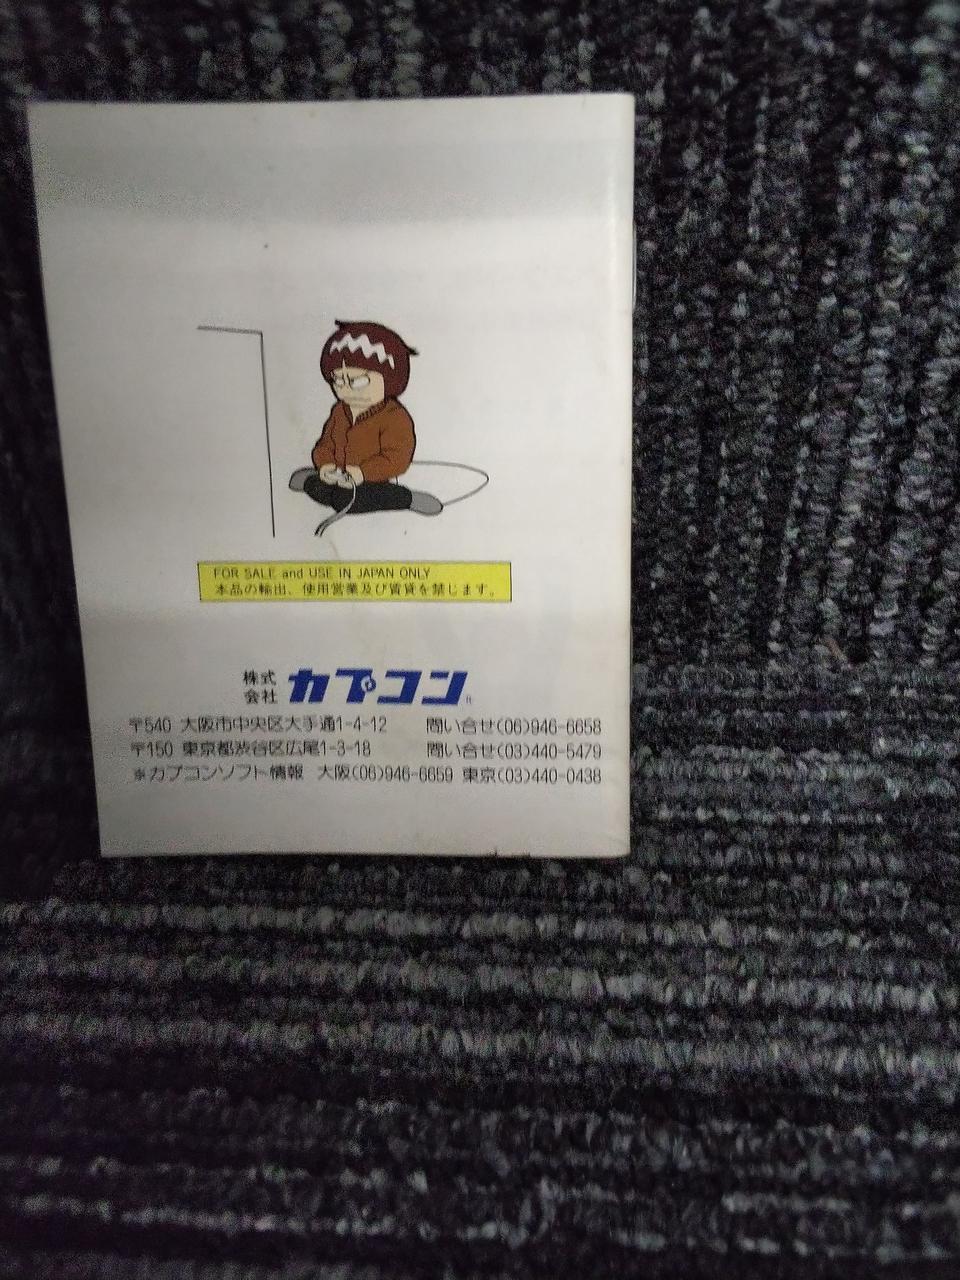 FOR SALE and USE IN JAPAN ONLY
本品の輸出、使用営業及び賃貸を禁じます。
株式会社 カプコン
〒540 大阪市中央区大手通1-4-12 問い合せ(06)946-6658
〒150 東京都渋谷区広尾1-3-18 問い合せ(03)440-5479
※カプコンソフト情報 大阪(06)946-6659 東京(03)440-0438